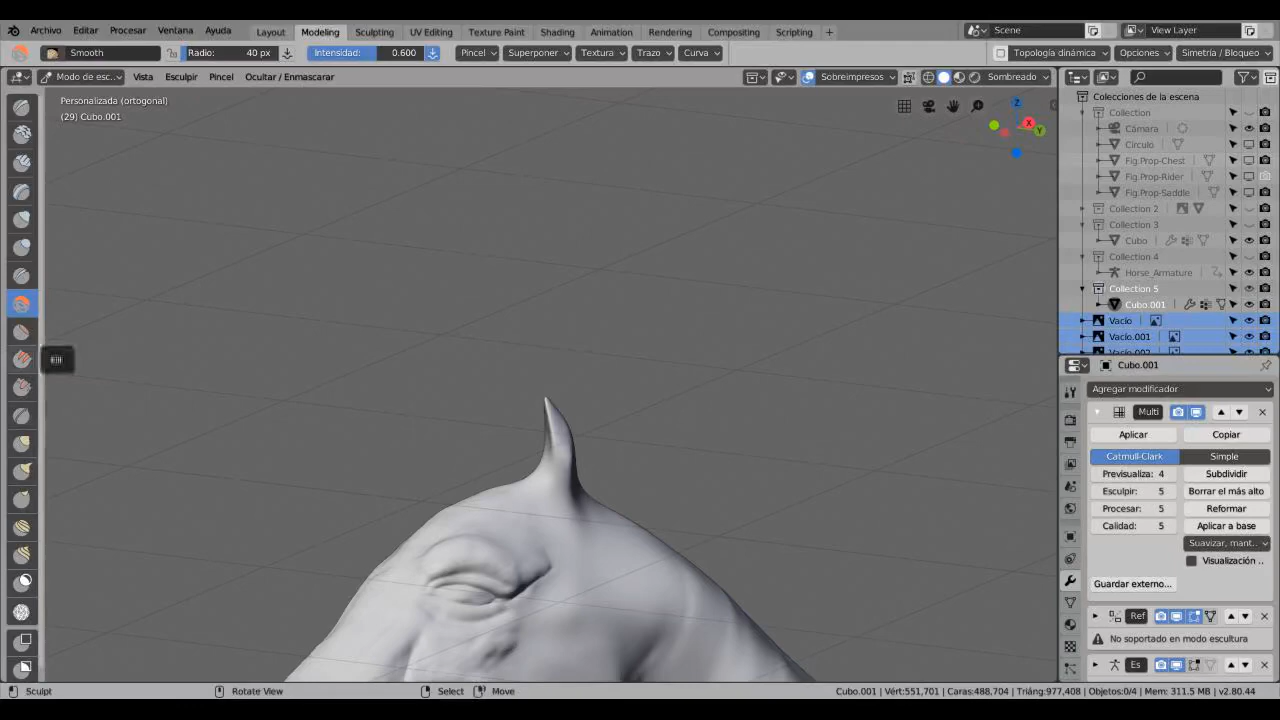 Archivo Editar Procesar Ventana Ayuda Layout Modeling Sculpting UV Editing Texture Paint Shading Animation Rendering Compositing Scripting + Scene View Layer
Smooth Radio: 40 px Intensidad: 0.600 Pincel Superponer Textura Trazo Curva Topología dinámica Opciones Simetría / Bloqueo
Modo de esc... Vista Esculpir Pincel Ocultar / Enmascarar Sobreimpresos Sombreado
Personalizada (ortogonal)
(29) Cubo.001
Z
X
Y
Colecciones de la escena
Collection
Cámara
Círculo
Fig.Prop-Chest
Fig.Prop-Rider
Fig.Prop-Saddle
Collection 2
Collection 3
Cubo
Collection 4
Horse_Armature
Collection 5
Cubo.001
Vacío
Vacío.001
Vacío.002
Cubo.001
Agregar modificador
Multi
Aplicar Copiar
Catmull-Clark Simple
Previsualiza: 4 Subdividir
Esculpir: 5 Borrar el más alto
Procesar: 5 Reformar
Calidad: 5 Aplicar a base
Suavizar, mant..
Visualización ..
Guardar externo...
Ref
No soportado en modo escultura
Es
Sculpt Rotate View Select Move Cubo.001 | Vért:551,701 | Caras:488,704 | Triáng:977,408 | Objetos:0/4 | Mem: 311.5 MB | v2.80.44